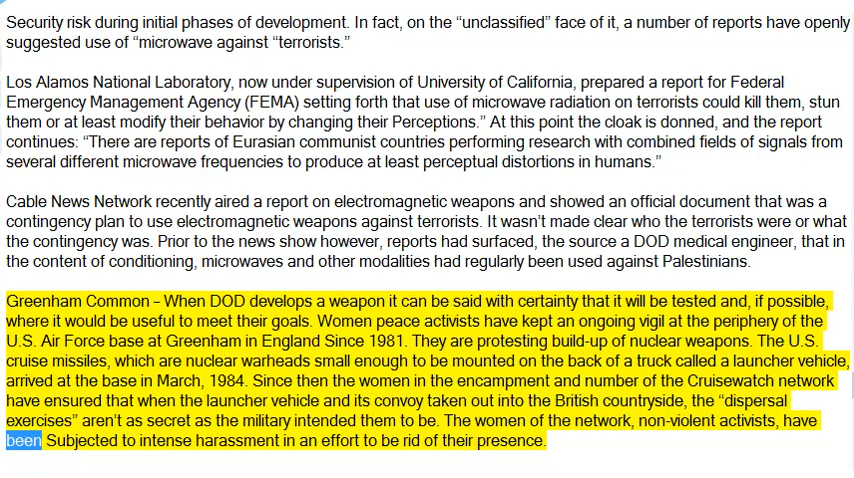 Security risk during initial phases of development. In fact, on the “unclassified” face of it, a number of reports have openly
suggested use of “microwave against “terrorists.”
Los Alamos National Laboratory, now under supervision of University of California, prepared a report for Federal
Emergency Management Agency (FEMA) setting forth that use of microwave radiation on terrorists could kill them, stun
them or at least modify their behavior by changing their Perceptions.” At this point the cloak is donned, and the report
continues: “There are reports of Eurasian communist countries performing research with combined fields of signals from
several different microwave frequencies to produce at least perceptual distortions in humans.”
Cable News Network recently aired a report on electromagnetic weapons and showed an official document that was a
contingency plan to use electromagnetic weapons against terrorists. It wasn’t made clear who the terrorists were or what
the contingency was. Prior to the news show however, reports had surfaced, the source a DOD medical engineer, that in
the content of conditioning, microwaves and other modalities had regularly been used against Palestinians.
Greenham Common – When DOD develops a weapon it can be said with certainty that it will be tested and, if possible,
where it would be useful to meet their goals. Women peace activists have kept an ongoing vigil at the periphery of the
U.S. Air Force base at Greenham in England Since 1981. They are protesting build-up of nuclear weapons. The U.S.
cruise missiles, which are nuclear warheads small enough to be mounted on the back of a truck called a launcher vehicle,
arrived at the base in March, 1984. Since then the women in the encampment and number of the Cruisewatch network
have ensured that when the launcher vehicle and its convoy taken out into the British countryside, the “dispersal
exercises” aren’t as secret as the military intended them to be. The women of the network, non-violent activists, have
been Subjected to intense harassment in an effort to be rid of their presence.